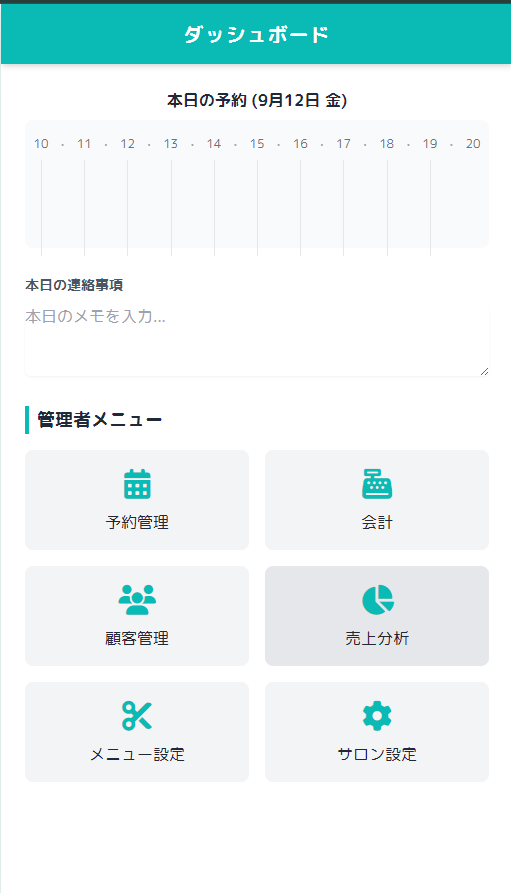 ダッシュボード
本日の予約 (9月12日 金)
10 · 11 · 12 · 13 · 14 · 15 · 16 · 17 · 18 · 19 · 20
本日の連絡事項
本日のメモを入力...
管理者メニュー
予約管理
会計
顧客管理
売上分析
メニュー設定
サロン設定